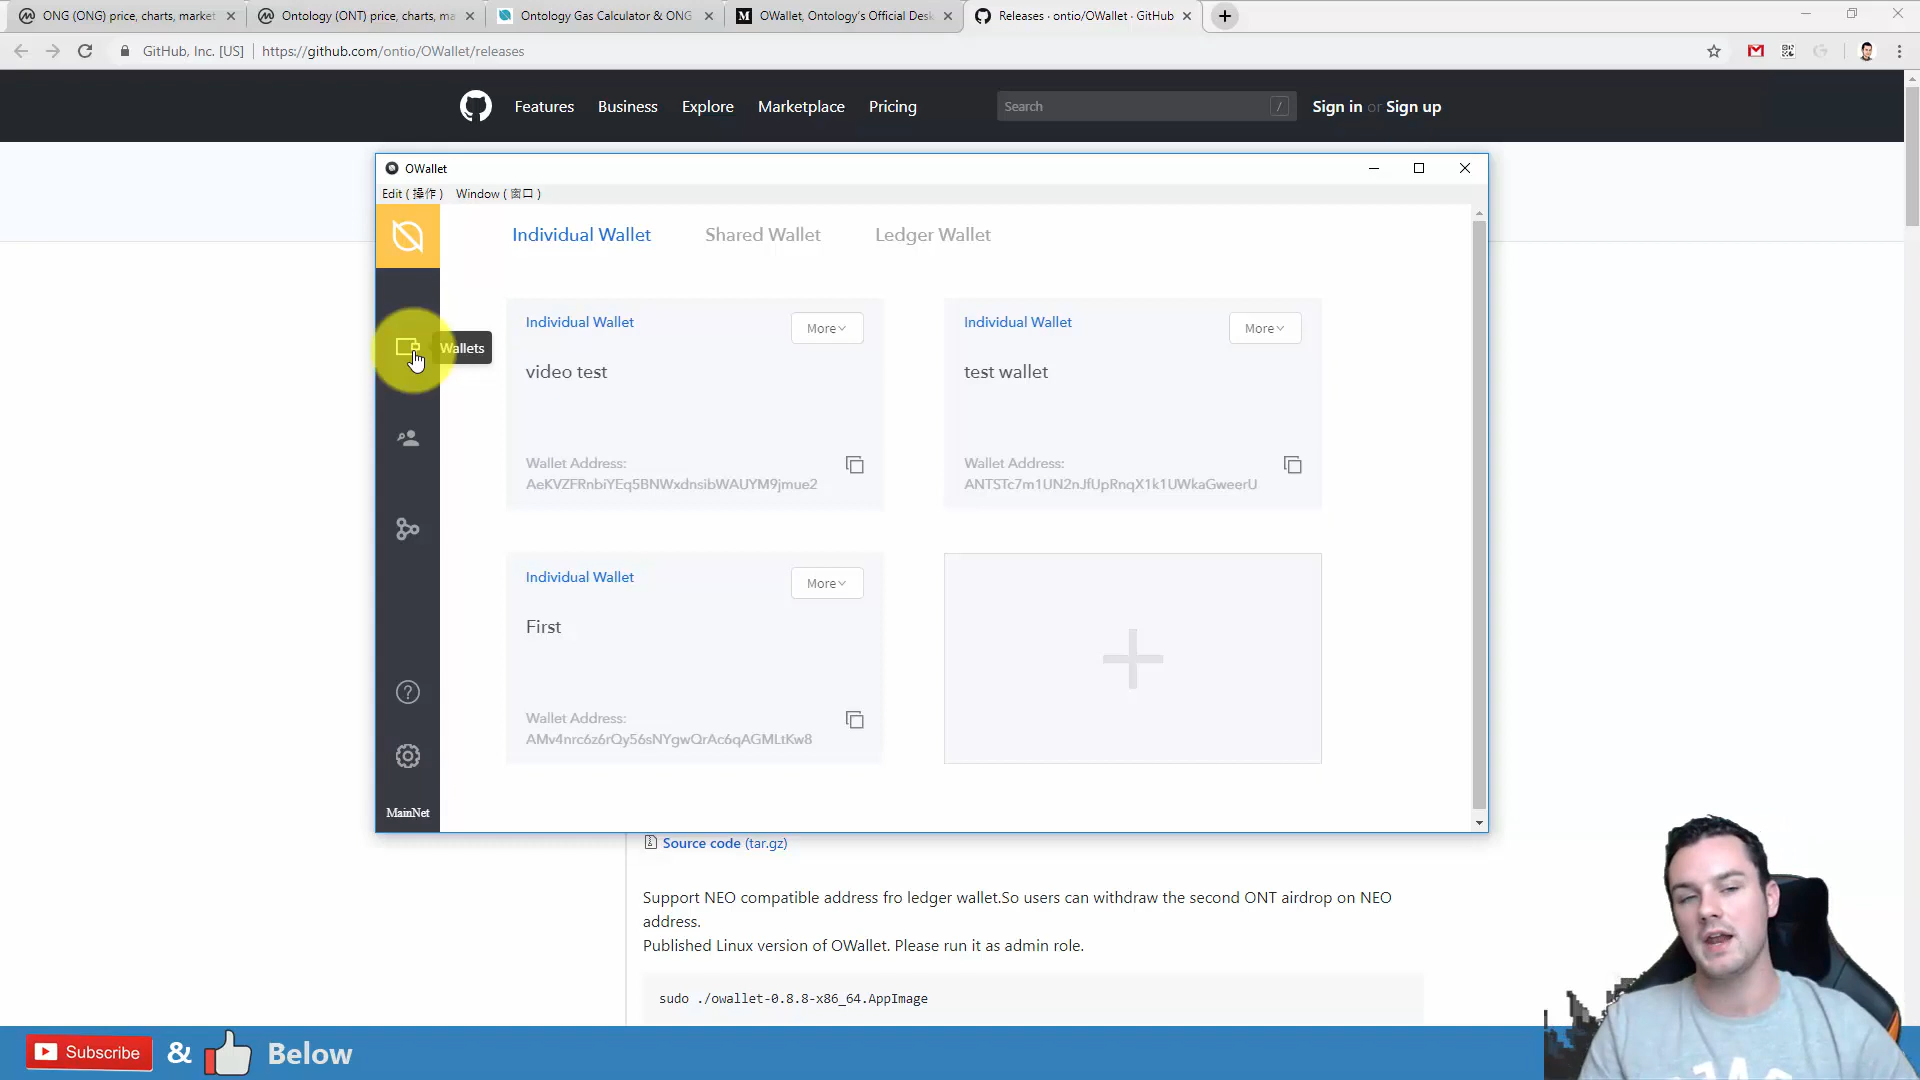 ONG (ONG) price, charts, market
Ontology (ONT) price, charts, ma
Ontology Gas Calculator & ONG
OWallet, Ontology's Official Desk
Releases · ontio/OWallet · GitHub
GitHub, Inc. [US]
https://github.com/ontio/OWallet/releases
Features
Business
Explore
Marketplace
Pricing
Search
/
Sign in or Sign up
OWallet
Edit ( 操作 )
Window ( 窗口 )
Individual Wallet
Shared Wallet
Ledger Wallet
Wallets
Individual Wallet
More
video test
Wallet Address:
AeKVZFRnbiYEq5BNWxdnsibWAUYM9jmue2
Individual Wallet
More
test wallet
Wallet Address:
ANTSTc7m1UN2nJfUpRnqX1k1UWkaGweerU
Individual Wallet
More
First
Wallet Address:
AMv4nrc6z6rQy56sNYgwQrAc6qAGMLtKw8
MainNet
Source code (tar.gz)
Support NEO compatible address fro ledger wallet.So users can withdraw the second ONT airdrop on NEO
address.
Published Linux version of OWallet. Please run it as admin role.
sudo ./owallet-0.8.8-x86_64.AppImage
Subscribe
&
Below